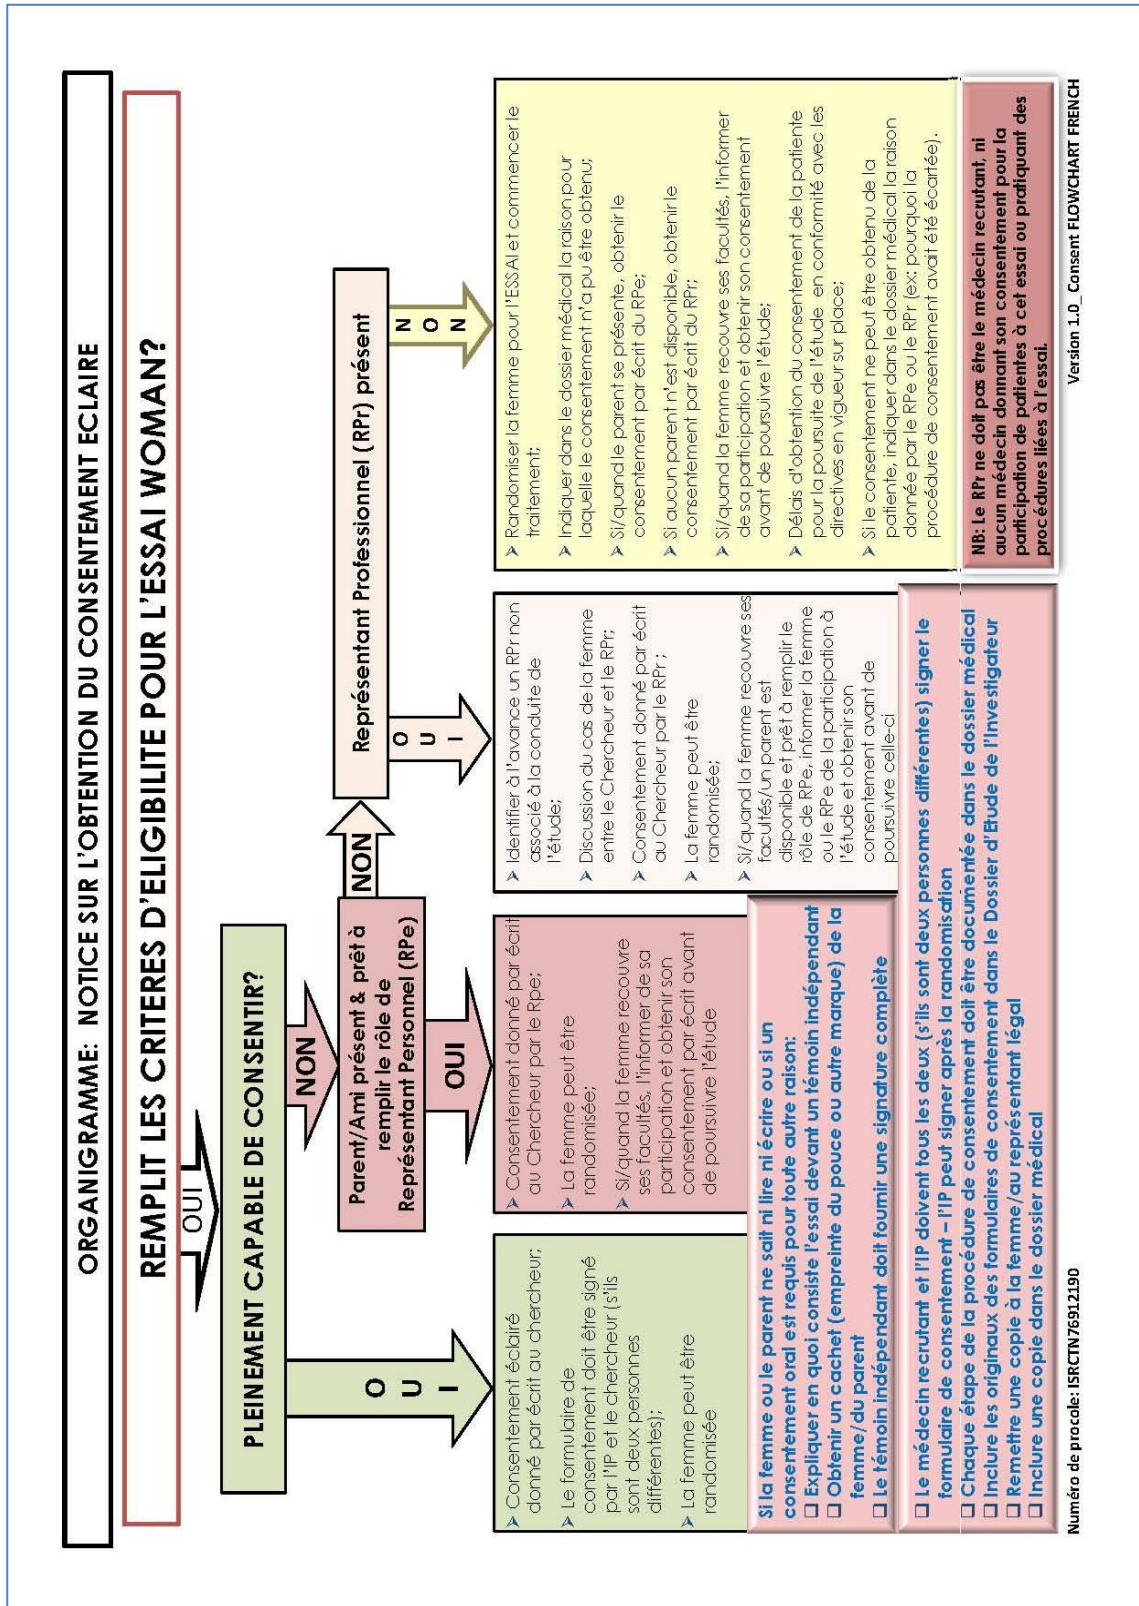 ORGANIGRAMME: NOTICE SUR L'OBTENTION DU CONSENTEMENT ECLAIRE
REMPLIT LES CRITERES D'ELIGIBILITE POUR L'ESSAI WOMAN?
OUI
PLEINEMENT CAPABLE DE CONSENTIR?
OUI
NON
Parent/Ami présent & prêt à
remplir le rôle de
Représentant Personnel (RPe)
OUI
NON
Représentant Professionnel (RPr) présent
OUI
NON
➢ Consentement éclairé
donné par écrit au chercheur;
➢ Le formulaire de
consentement doit être signé
par l'IP et le chercheur (s'ils
sont deux personnes
différentes);
➢ La femme peut être
randomisée
➢ Consentement donné par écrit
au Chercheur par le Rpe;
➢ La femme peut être
randomisée;
➢ Si/quand la femme recouvre
ses facultés, l'informer de sa
participation et obtenir son
consentement par écrit avant
de poursuivre l'étude
➢ Identifier à l'avance un RPr non
associé à la conduite de
l'étude;
➢ Discussion du cas de la femme
entre le Chercheur et le RPr;
➢ Consentement donné par écrit
au Chercheur par le RPr ;
➢ La femme peut être
randomisée;
➢ Si/quand la femme recouvre ses
facultés/un parent est
disponible et prêt à remplir le
rôle de RPe, informer la femme
ou le RPe de la participation à
l'étude et obtenir son
consentement avant de
poursuivre celle-ci
➢ Randomiser la femme pour l'ESSAI et commencer le
traitement;
➢ Indiquer dans le dossier médical la raison pour
laquelle le consentement n'a pu être obtenu;
➢ Si/quand le parent se présente, obtenir le
consentement par écrit du RPe;
➢ Si aucun parent n'est disponible, obtenir le
consentement par écrit du RPr;
➢ Si/quand la femme recouvre ses facultés, l'informer
de sa participation et obtenir son consentement
avant de poursuivre l'étude;
➢ Délais d'obtention du consentement de la patiente
pour la poursuite de l'étude en conformité avec les
directives en vigueur sur place;
➢ Si le consentement ne peut être obtenu de la
patiente, indiquer dans le dossier médical la raison
donnée par le RPe ou le RPr (ex: pourquoi la
procédure de consentement avait été écartée).
Si la femme ou le parent ne sait ni lire ni écrire ou si un
consentement oral est requis pour toute autre raison:
❑ Expliquer en quoi consiste l'essai devant un témoin indépendant
❑ Obtenir un cachet (empreinte du pouce ou autre marque) de la
femme/du parent
❑ Le témoin indépendant doit fournir une signature complète
❑ Le médecin recrutant et l'IP doivent tous les deux (s'ils sont deux personnes différentes) signer le
formulaire de consentement – l'IP peut signer après la randomisation
❑ Chaque étape de la procédure de consentement doit être documentée dans le dossier médical
❑ Inclure les originaux des formulaires de consentement dans le Dossier d'Etude de l'Investigateur
❑ Remettre une copie à la femme/au représentant légal
❑ Inclure une copie dans le dossier médical
NB: Le RPr ne doit pas être le médecin recrutant, ni
aucun médecin donnant son consentement pour la
participation de patientes à cet essai ou pratiquant des
procédures liées à l'essai.
Numéro de procole: ISRCTN76912190
Version 1.0_ Consent FLOWCHART FRENCH